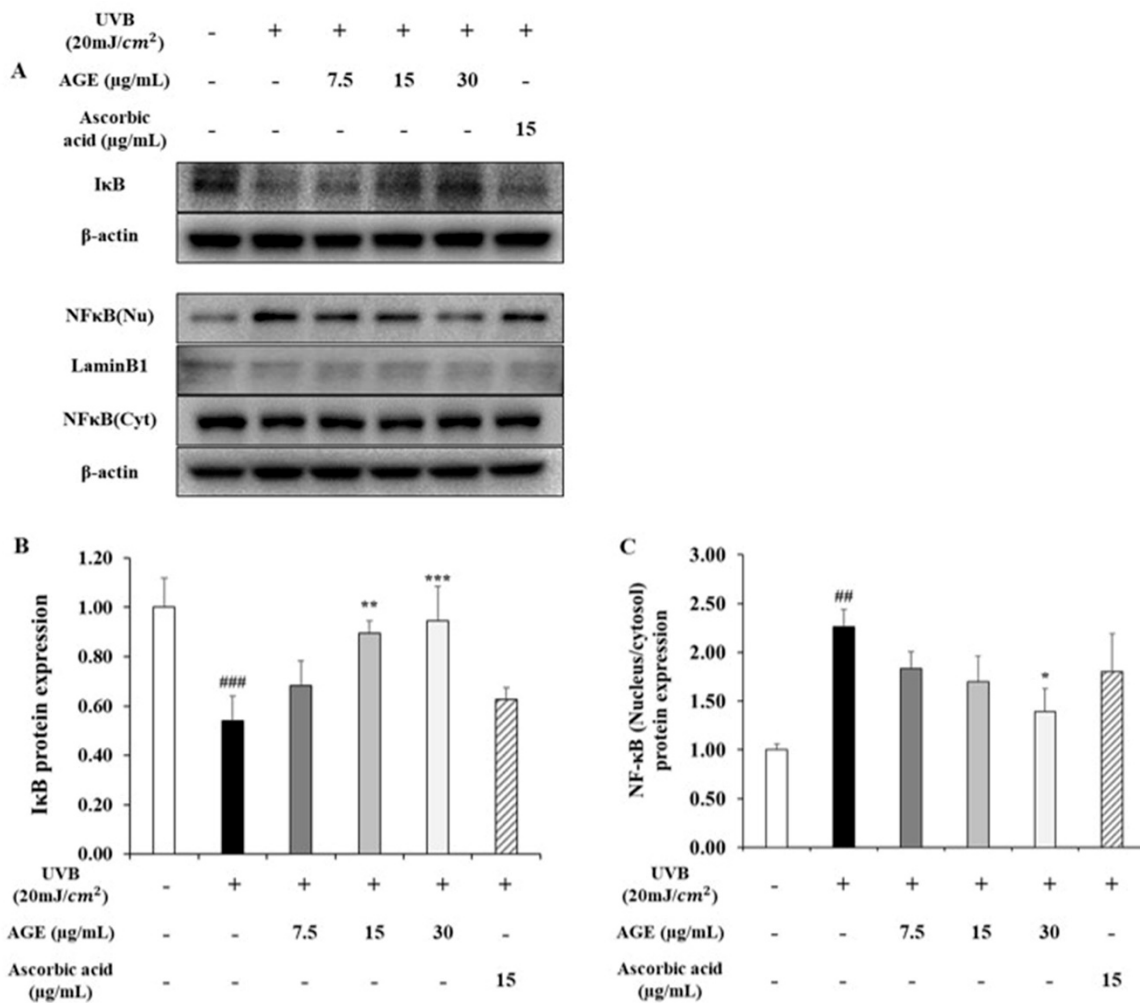 UVB
(20mJ/cm²) - + + + + +
A AGE (µg/mL) - - 7.5 15 30 -
Ascorbic
acid (µg/mL) - - - - - 15
IκB
β-actin
NFκB(Nu)
LaminB1
NFκB(Cyt)
β-actin
B
IκB protein expression
1.20
1.00
0.80
0.60
0.40
0.20
0.00
###
**
***
UVB
(20mJ/cm²) - + + + + +
AGE (µg/mL) - - 7.5 15 30 -
Ascorbic acid
(µg/mL) - - - - - 15
C
NF-κB (Nucleus/cytosol)
protein expression
3.00
2.50
2.00
1.50
1.00
0.50
0.00
##
*
UVB
(20mJ/cm²) - + + + + +
AGE (µg/mL) - - 7.5 15 30 -
Ascorbic acid
(µg/mL) - - - - - 15